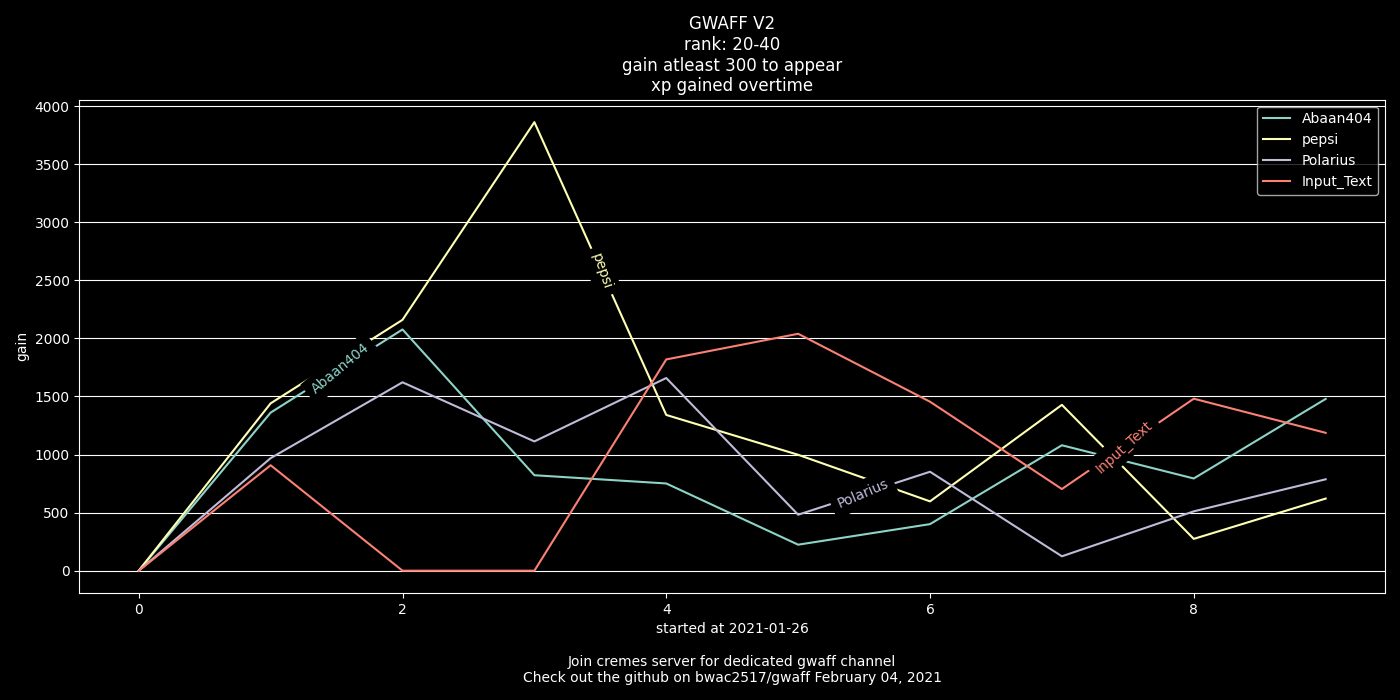 GWAFF V2
rank: 20-40
gain atleast 300 to appear
xp gained overtime
4000
3500
3000
2500
2000
1500
1000
500
0
gain
Abaan404
pepsi
Polarius
Input_Text
Abaan404
pepsi
Polarius
Input_Text
0 2 4 6 8
started at 2021-01-26
Join cremes server for dedicated gwaff channel
Check out the github on bwac2517/gwaff February 04, 2021